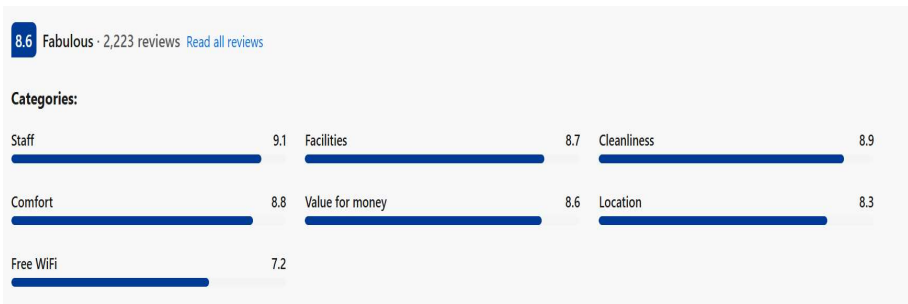 8.6 Fabulous · 2,223 reviews Read all reviews
Categories:
Staff 9.1 Facilities 8.7 Cleanliness 8.9
Comfort 8.8 Value for money 8.6 Location 8.3
Free WiFi 7.2